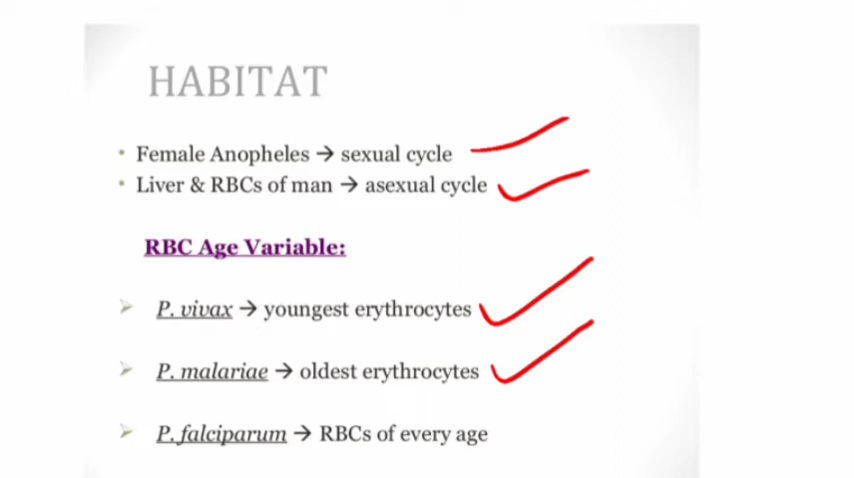 HABITAT
• Female Anopheles → sexual cycle
• Liver & RBCs of man → asexual cycle
RBC Age Variable:
➢ P. vivax → youngest erythrocytes
➢ P. malariae → oldest erythrocytes
➢ P. falciparum → RBCs of every age